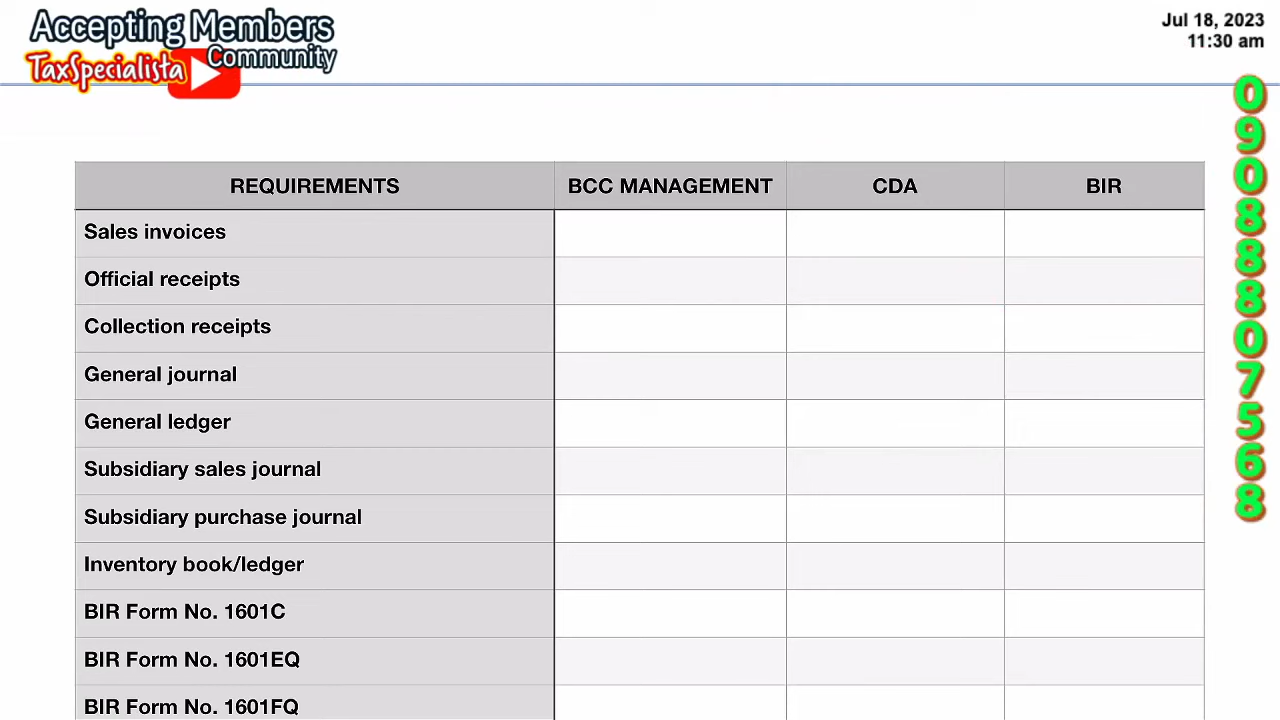 Accepting Members
Community
TaxSpecialista
Jul 18, 2023
11:30 am
REQUIREMENTS BCC MANAGEMENT CDA BIR
Sales invoices
Official receipts
Collection receipts
General journal
General ledger
Subsidiary sales journal
Subsidiary purchase journal
Inventory book/ledger
BIR Form No. 1601C
BIR Form No. 1601EQ
BIR Form No. 1601FQ
09088807568